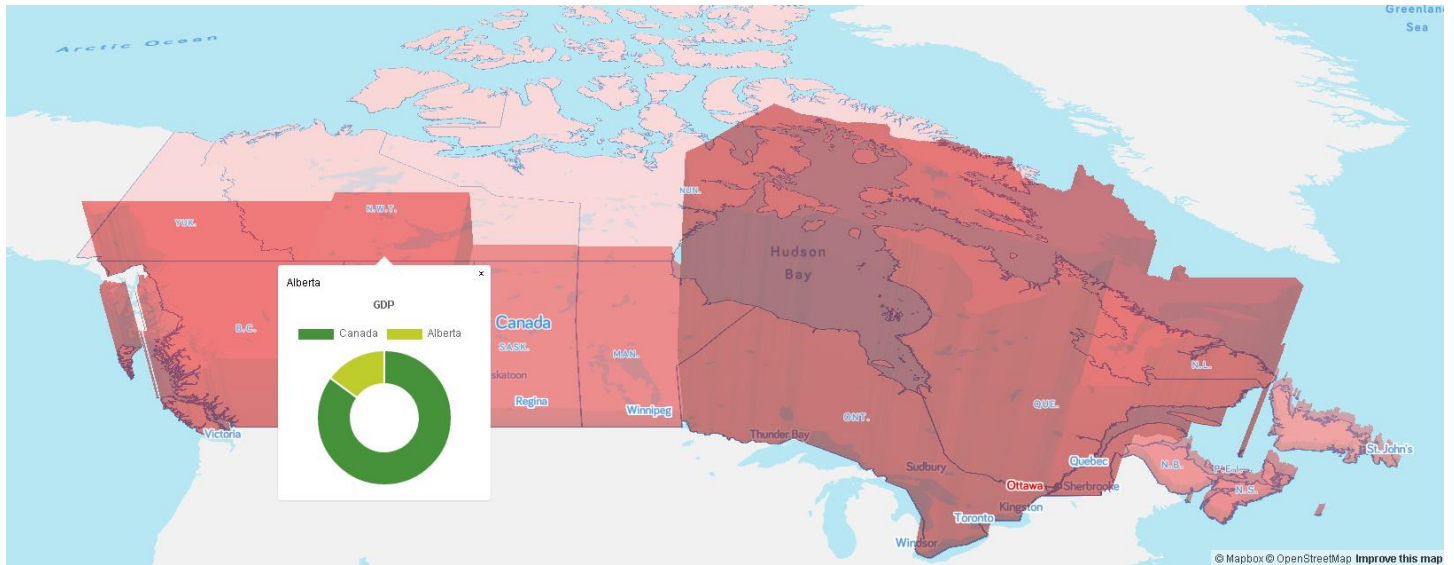 Greenland
Sea
Arctic Ocean
YUK.
N.W.T.
NUN.
Hudson
Bay
Alberta
×
GDP
Canada
Alberta
B.C.
Canada
SASK.
MAN.
skatoon
Regina
Winnipeg
Victoria
ONT.
QUE.
N.L.
Thunder Bay
Sudbury
Ottawa
Quebec
Sherbrooke
Kingston
Toronto
Windsor
N.B.
P.E.I.
N.S.
St. John's
© Mapbox © OpenStreetMap Improve this map